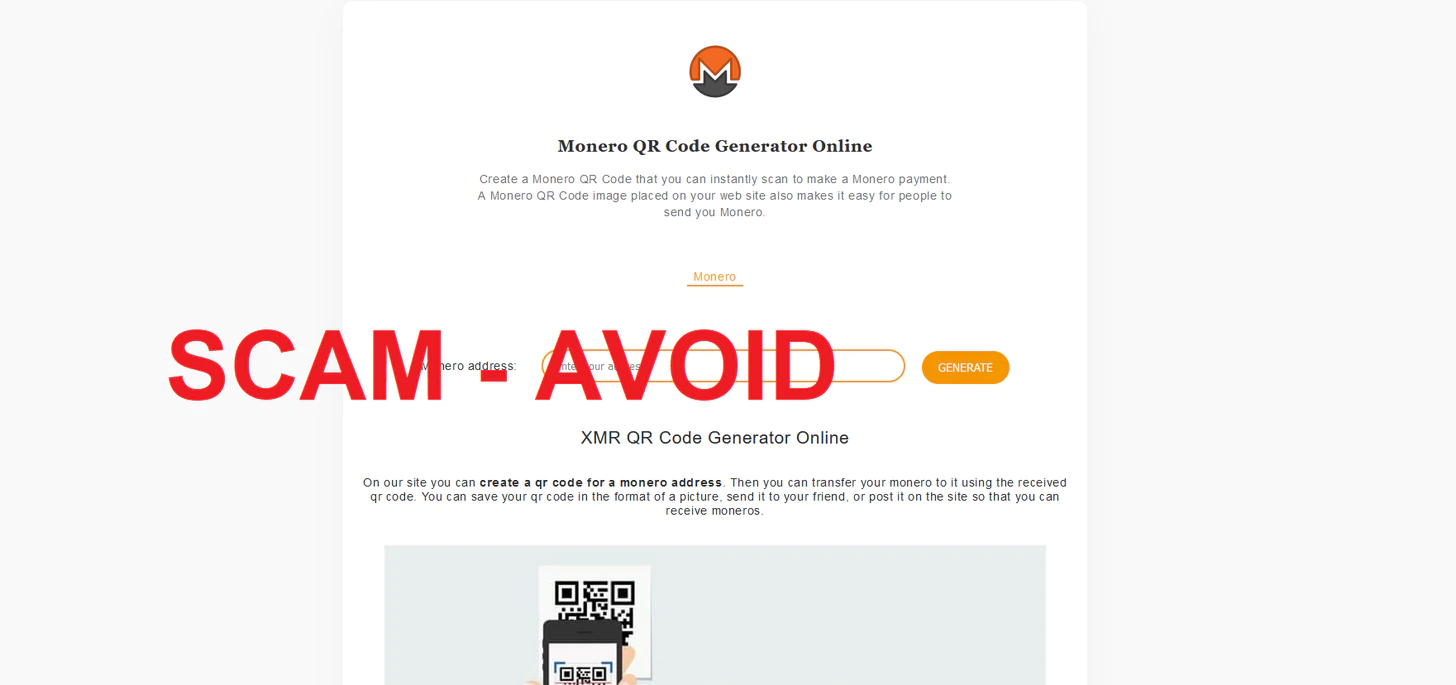 Monero QR Code Generator Online
Create a Monero QR Code that you can instantly scan to make a Monero payment.
A Monero QR Code image placed on your web site also makes it easy for people to
send you Monero.
Monero
SCAM - AVOID
Monero address:
Enter your address
GENERATE
XMR QR Code Generator Online
On our site you can create a qr code for a monero address. Then you can transfer your monero to it using the received
qr code. You can save your qr code in the format of a picture, send it to your friend, or post it on the site so that you can
receive moneros.